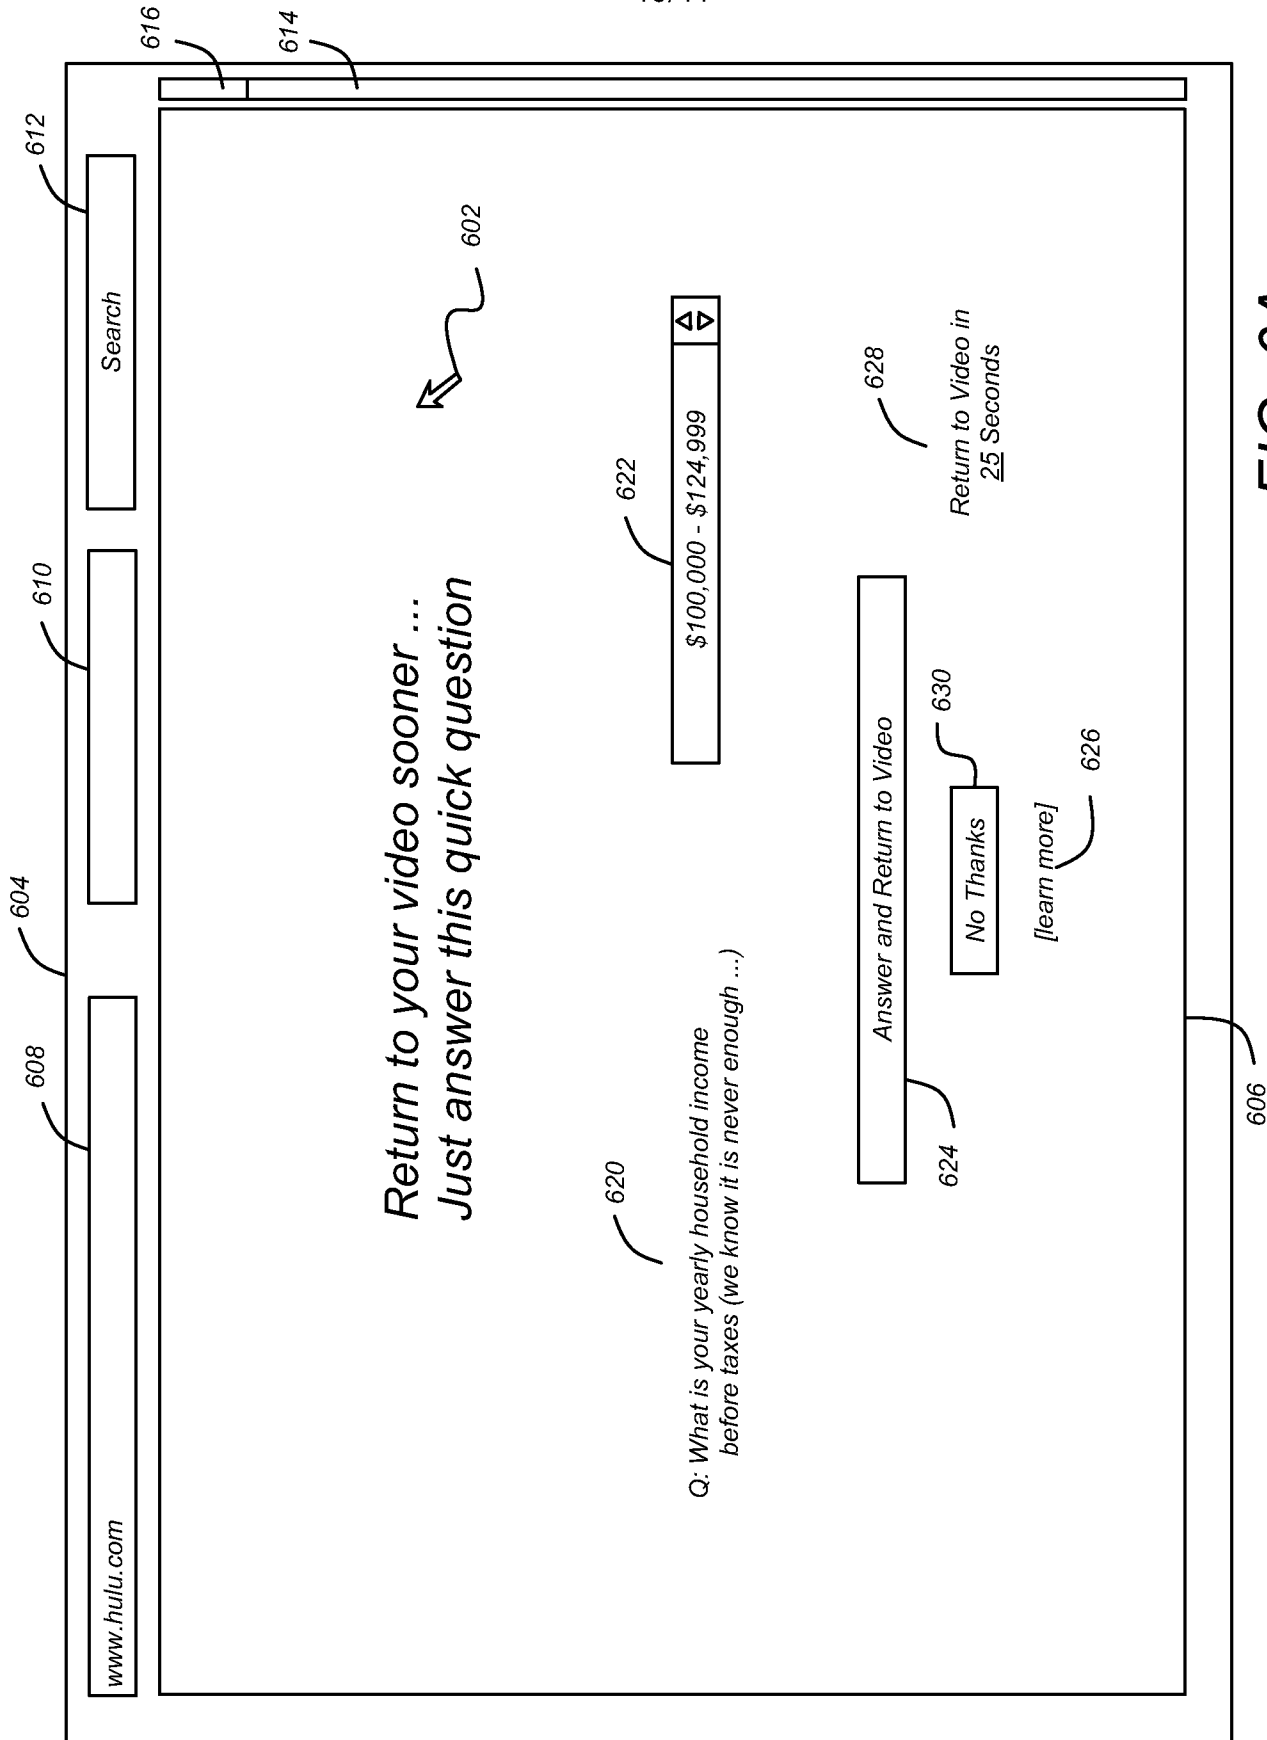 604
608
610
612
616
614
www.hulu.com
Search
Return to your video sooner ...
Just answer this quick question
602
620
622
Q: What is your yearly household income
before taxes (we know it is never enough ...)
$100,000 - $124,999
Answer and Return to Video
624
628
Return to Video in
25 Seconds
630
No Thanks
[learn more]
626
606